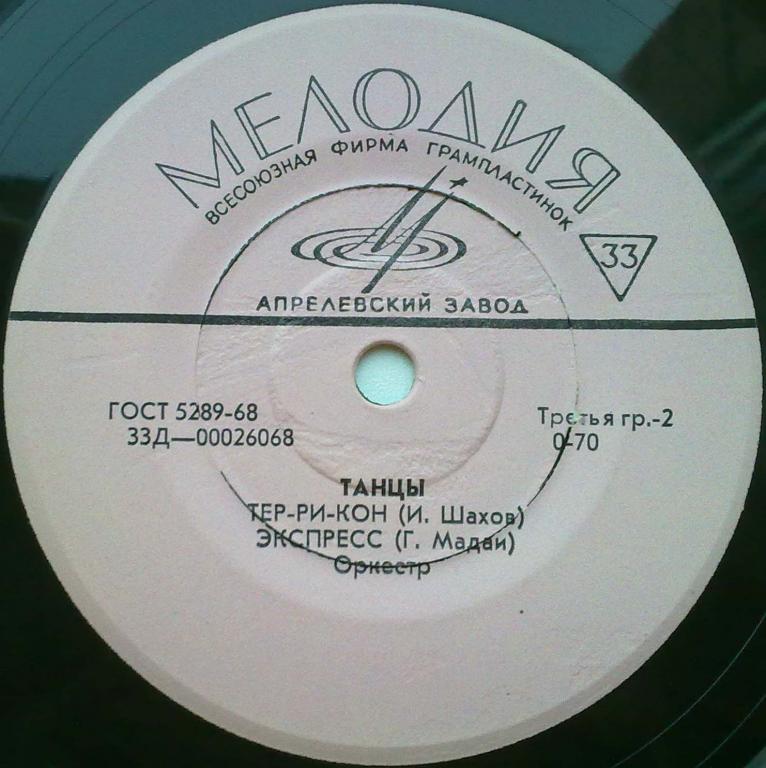 МЕЛОДИЯ
ВСЕСОЮЗНАЯ ФИРМА ГРАМПЛАСТИНОК
33
АПРЕЛЕВСКИЙ ЗАВОД
ГОСТ 5289-68
33Д—00026068
Третья гр.-2
0-70
ТАНЦЫ
ТЕР-РИ-КОН (И. Шахов)
ЭКСПРЕСС (Г. Мадаи)
Оркестр